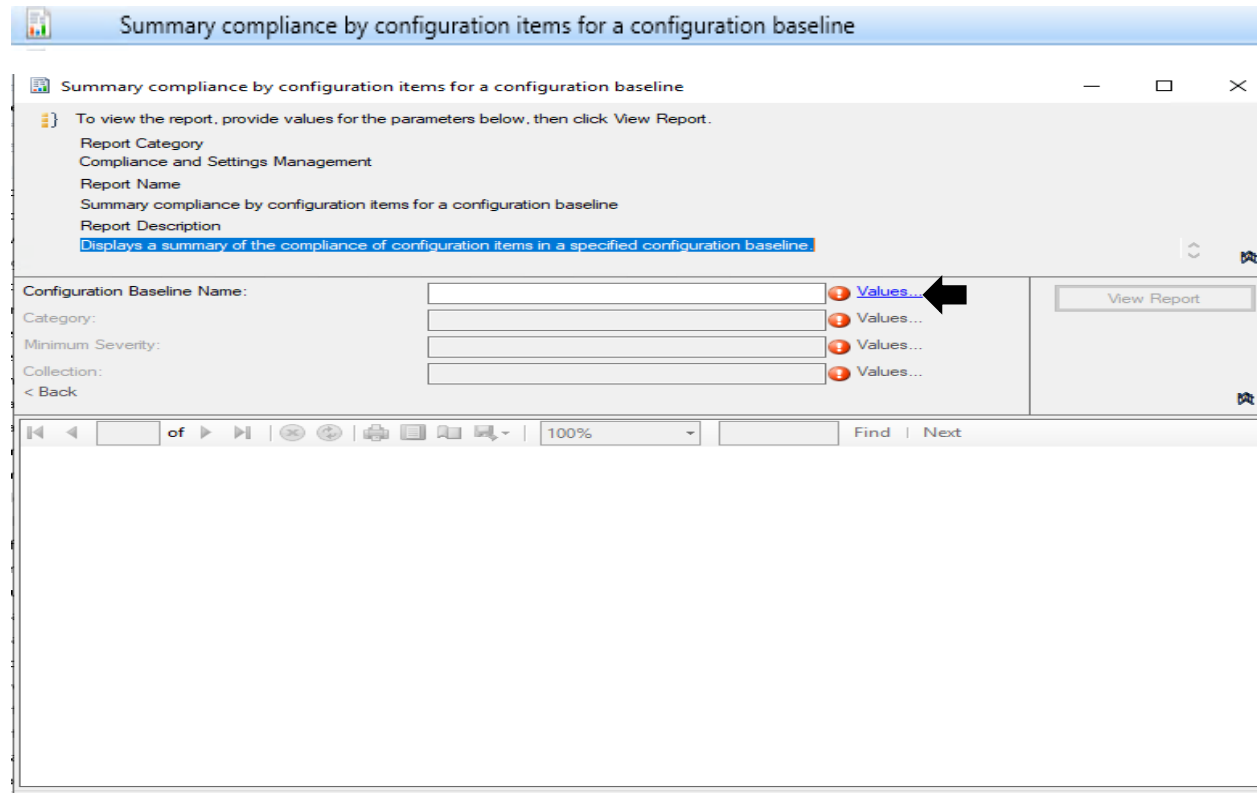 Summary compliance by configuration items for a configuration baseline
Summary compliance by configuration items for a configuration baseline
To view the report, provide values for the parameters below, then click View Report.
Report Category
Compliance and Settings Management
Report Name
Summary compliance by configuration items for a configuration baseline
Report Description
Displays a summary of the compliance of configuration items in a specified configuration baseline.
Configuration Baseline Name: Values... View Report
Category: Values...
Minimum Severity: Values...
Collection: Values...
< Back
of | | | 100% Find | Next